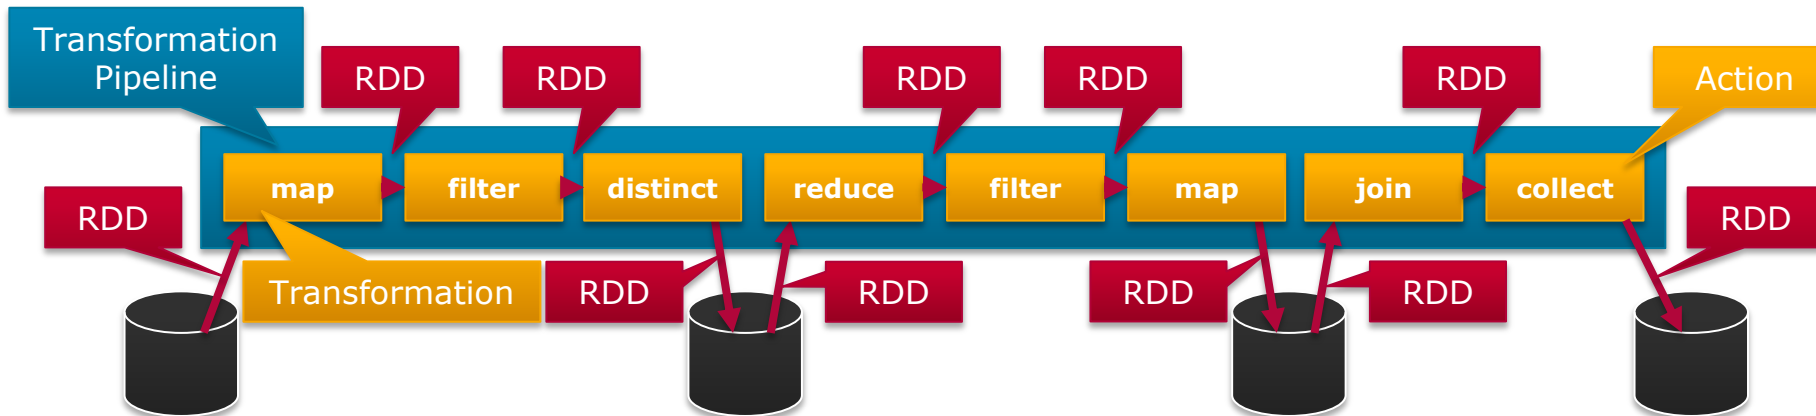 Transformation
Pipeline
RDD
RDD
RDD
RDD
RDD
Action
map
filter
distinct
reduce
filter
map
join
collect
RDD
RDD
Transformation
RDD
RDD
RDD
RDD